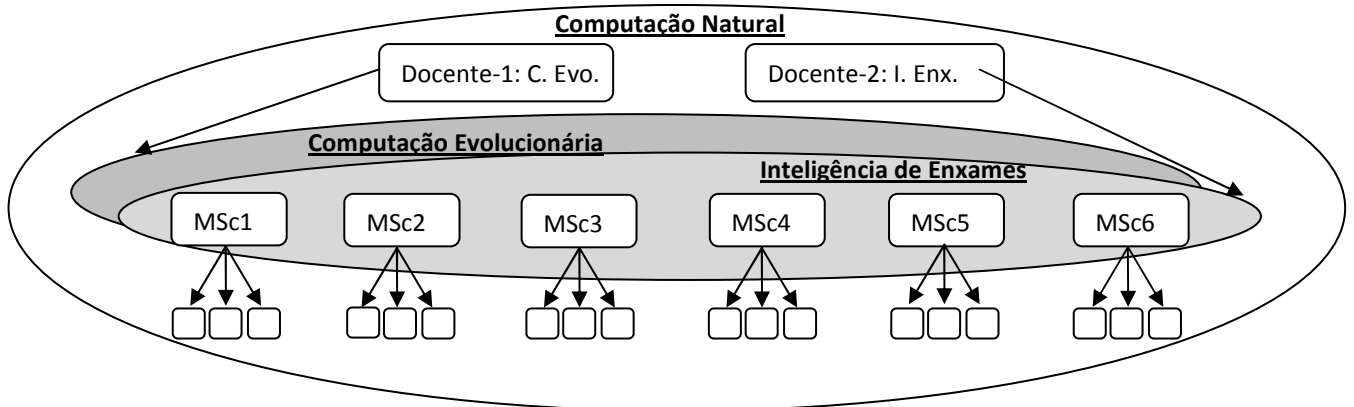 Computação Natural
Docente-1: C. Evo.
Docente-2: I. Enx.
Computação Evolucionária
Inteligência de Enxames
MSc1
MSc2
MSc3
MSc4
MSc5
MSc6